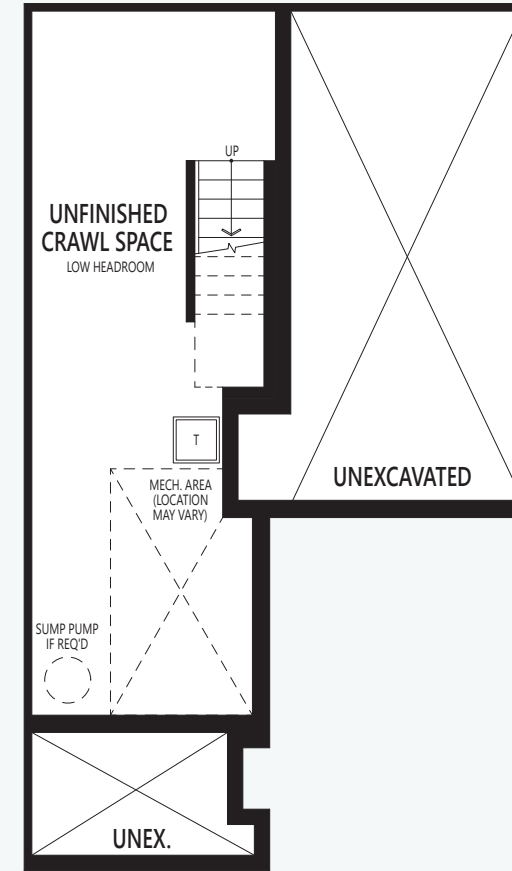 UP
UNFINISHED
CRAWL SPACE
LOW HEADROOM
T
MECH. AREA
(LOCATION
MAY VARY)
UNEXCAVATED
SUMP PUMP
IF REQ'D
UNEX.